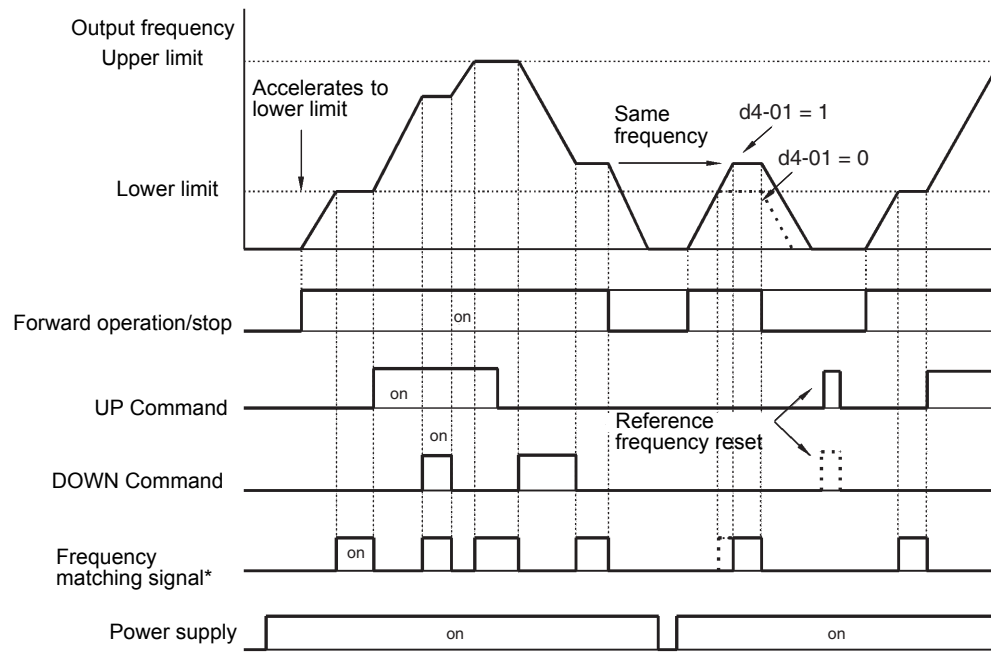 Output frequency
Upper limit
Accelerates to
lower limit
Same
frequency
d4-01 = 1
d4-01 = 0
Lower limit
Forward operation/stop
on
UP Command
on
Reference
frequency reset
on
DOWN Command
Frequency
matching signal*
on
Power supply
on
on